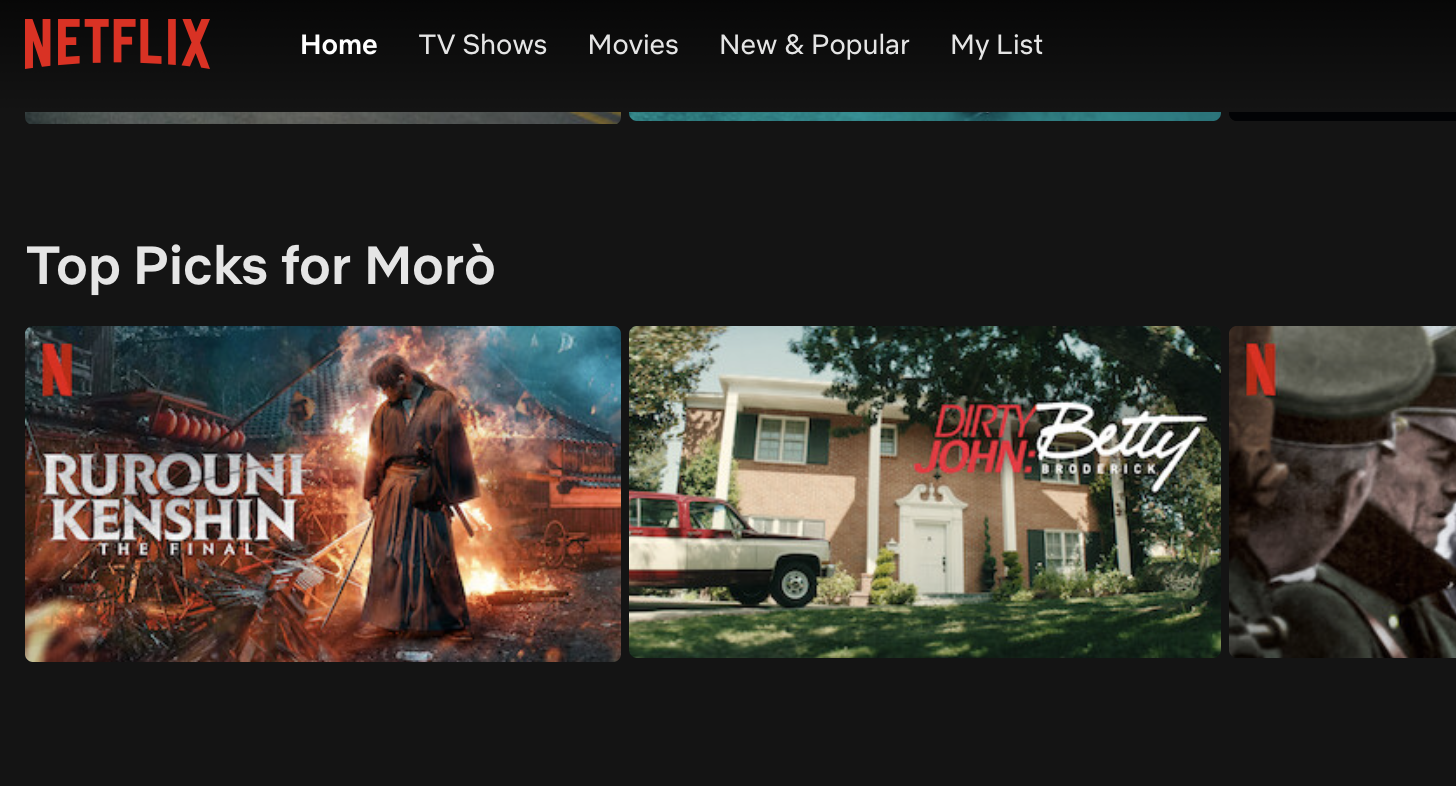 NETFLIX
Home
TV Shows
Movies
New & Popular
My List
Top Picks for Morò
N
RUROUNI
KENSHIN
THE FINAL
DIRTY
JOHN:
Betty
BRODERICK
N